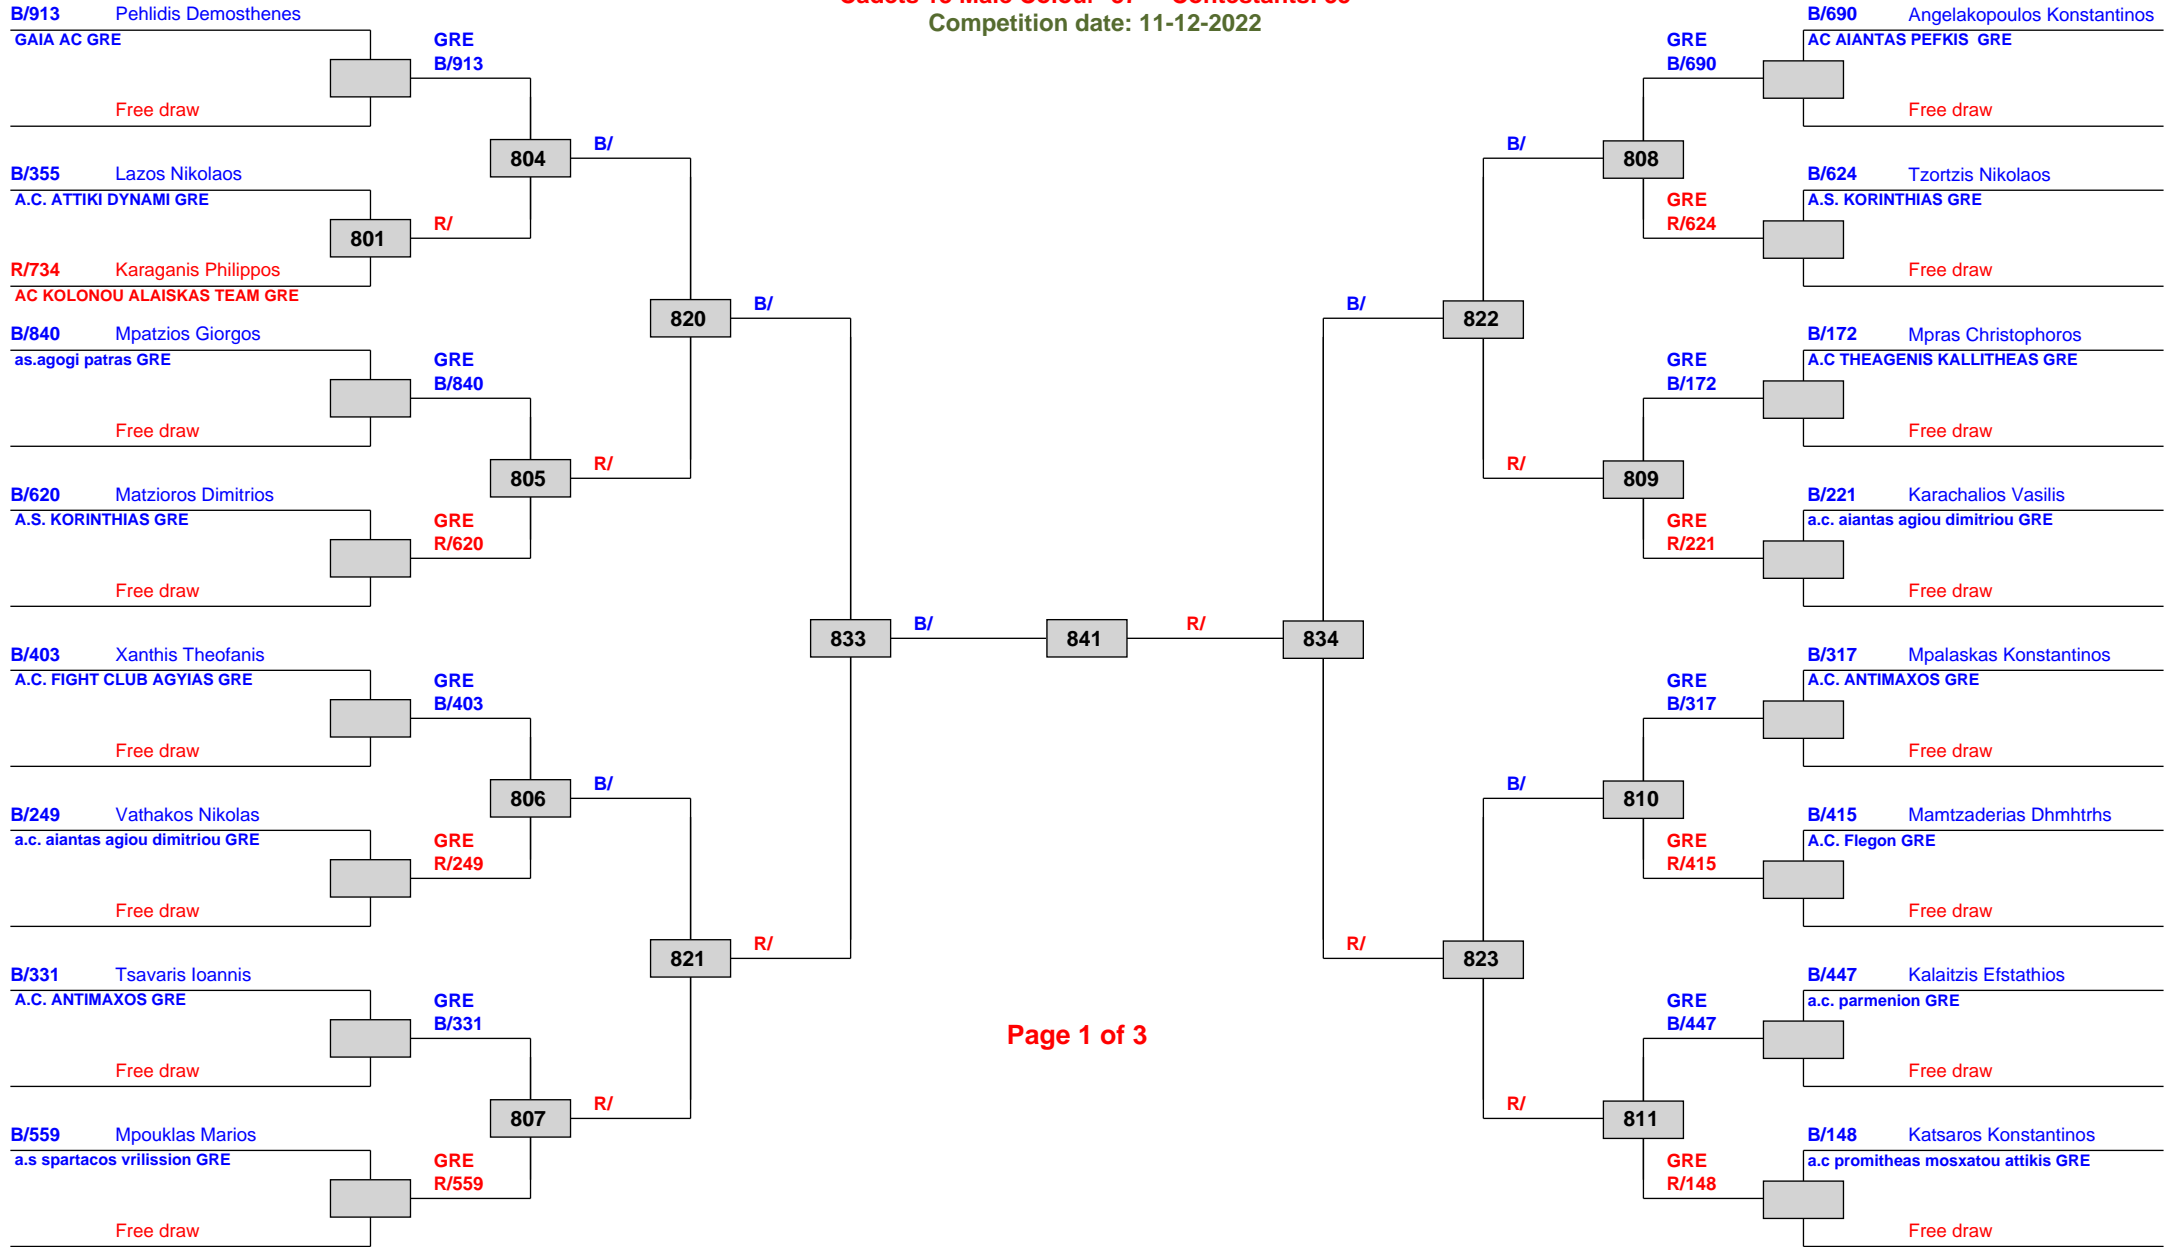 Competition date: 11-12-2022
B/913 Pehlidis Demosthenes
GAIA AC GRE
GRE
B/913
Free draw
804
B/
B/355 Lazos Nikolaos
A.C. ATTIKI DYNAMI GRE
801
R/
R/734 Karaganis Philippos
AC KOLONOU ALAISKAS TEAM GRE
820
B/
B/840 Mpatzios Giorgos
as.agogi patras GRE
GRE
B/840
Free draw
805
R/
B/620 Matzioros Dimitrios
A.S. KORINTHIAS GRE
GRE
R/620
Free draw
833
B/
841
R/
834
B/403 Xanthis Theofanis
A.C. FIGHT CLUB AGYIAS GRE
GRE
B/403
Free draw
806
B/
B/249 Vathakos Nikolas
a.c. aiantas agiou dimitriou GRE
GRE
R/249
Free draw
821
R/
B/331 Tsavaris Ioannis
A.C. ANTIMAXOS GRE
GRE
B/331
Free draw
807
R/
B/559 Mpouklas Marios
a.s spartacos vrilission GRE
GRE
R/559
Free draw
Page 1 of 3
B/690 Angelakopoulos Konstantinos
AC AIANTAS PEFKIS GRE
GRE
B/690
Free draw
B/
808
B/624 Tzortzis Nikolaos
A.S. KORINTHIAS GRE
GRE
R/624
Free draw
B/
822
B/172 Mpras Christophoros
A.C THEAGENIS KALLITHEAS GRE
GRE
B/172
Free draw
R/
809
B/221 Karachalios Vasilis
a.c. aiantas agiou dimitriou GRE
GRE
R/221
Free draw
B/317 Mpalaskas Konstantinos
A.C. ANTIMAXOS GRE
GRE
B/317
Free draw
B/
810
B/415 Mamtzaderias Dhmhtrhs
A.C. Flegon GRE
GRE
R/415
Free draw
R/
823
B/447 Kalaitzis Efstathios
a.c. parmenion GRE
GRE
B/447
Free draw
R/
811
B/148 Katsaros Konstantinos
a.c promitheas mosxatou attikis GRE
GRE
R/148
Free draw